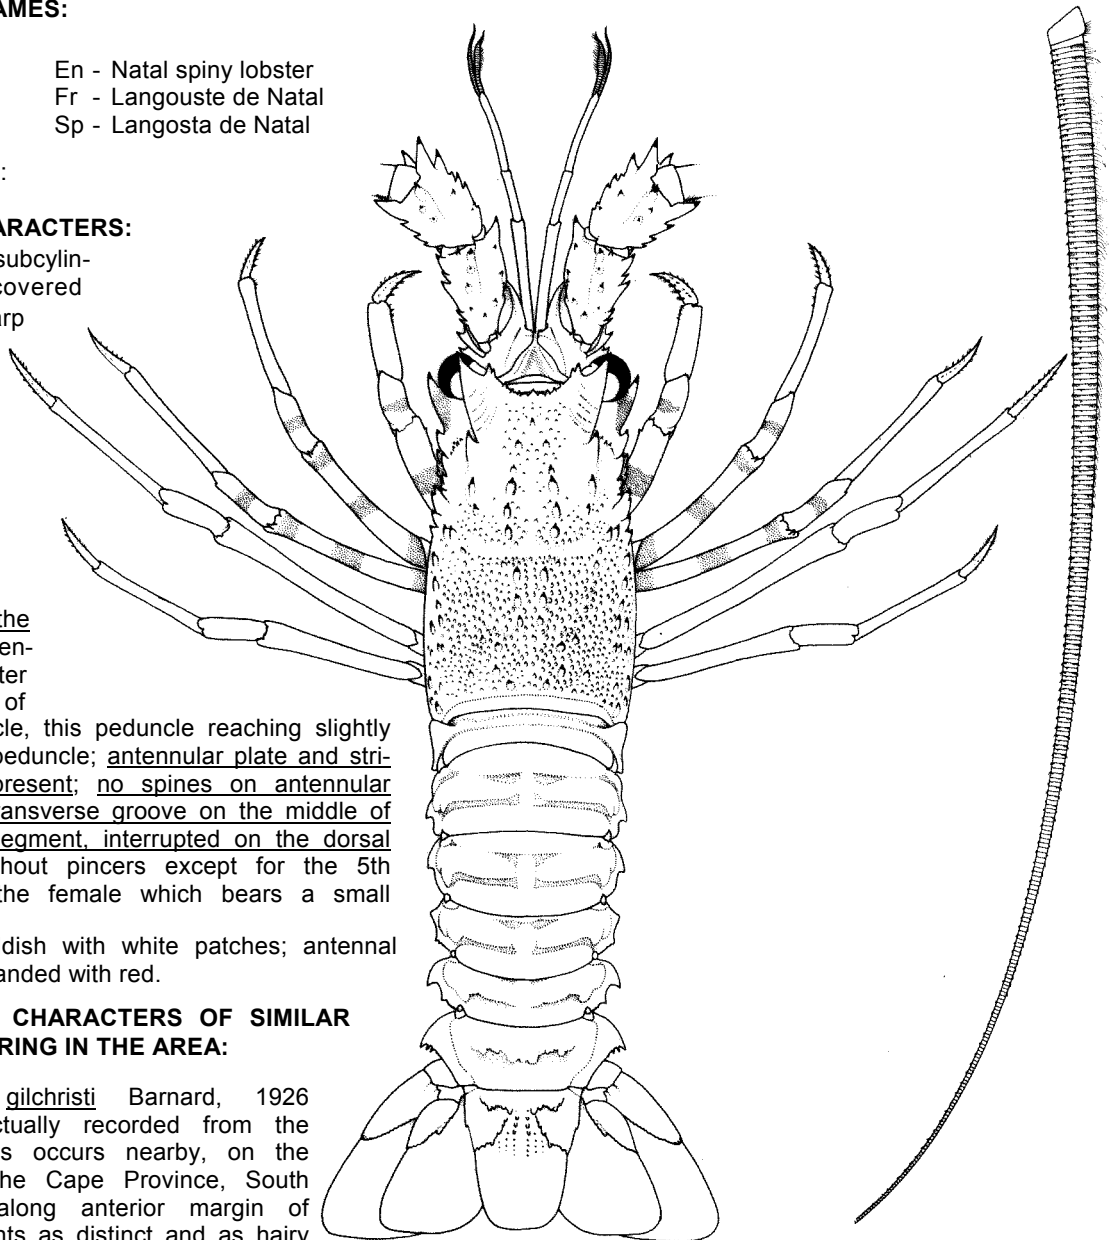 AMES:
En - Natal spiny lobster
Fr - Langouste de Natal
Sp - Langosta de Natal
:
ARACTERS:
subcylin-
covered
arp
the
en-
ter
of
cle, this peduncle reaching slightly
peduncle; antennular plate and stri-
present; no spines on antennular
ransverse groove on the middle of
egment, interrupted on the dorsal
hout pincers except for the 5th
the female which bears a small
dish with white patches; antennal
anded with red.
CHARACTERS OF SIMILAR
RING IN THE AREA:
gilchristi Barnard, 1926
ctually recorded from the
s occurs nearby, on the
he Cape Province, South
along anterior margin of
nts as distinct and as hairy